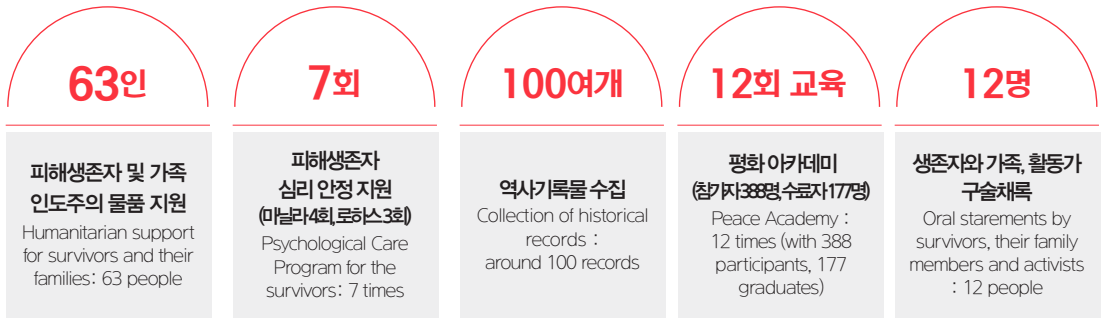 63인
피해생존자 및 가족
인도주의 물품 지원
Humanitarian support
for survivors and their
families: 63 people
7회
피해생존자
심리 안정 지원
(마닐라4회,로하스3회)
Psychological Care
Program for the
survivors: 7 times
100여개
역사기록물 수집
Collection of historical
records :
around 100 records
12회 교육
평화 아카데미
(참가자388명,수료자177명)
Peace Academy :
12 times (with 388
participants, 177
graduates)
12명
생존자와 가족, 활동가
구술채록
Oral starements by
survivors, their family
members and activists
: 12 people